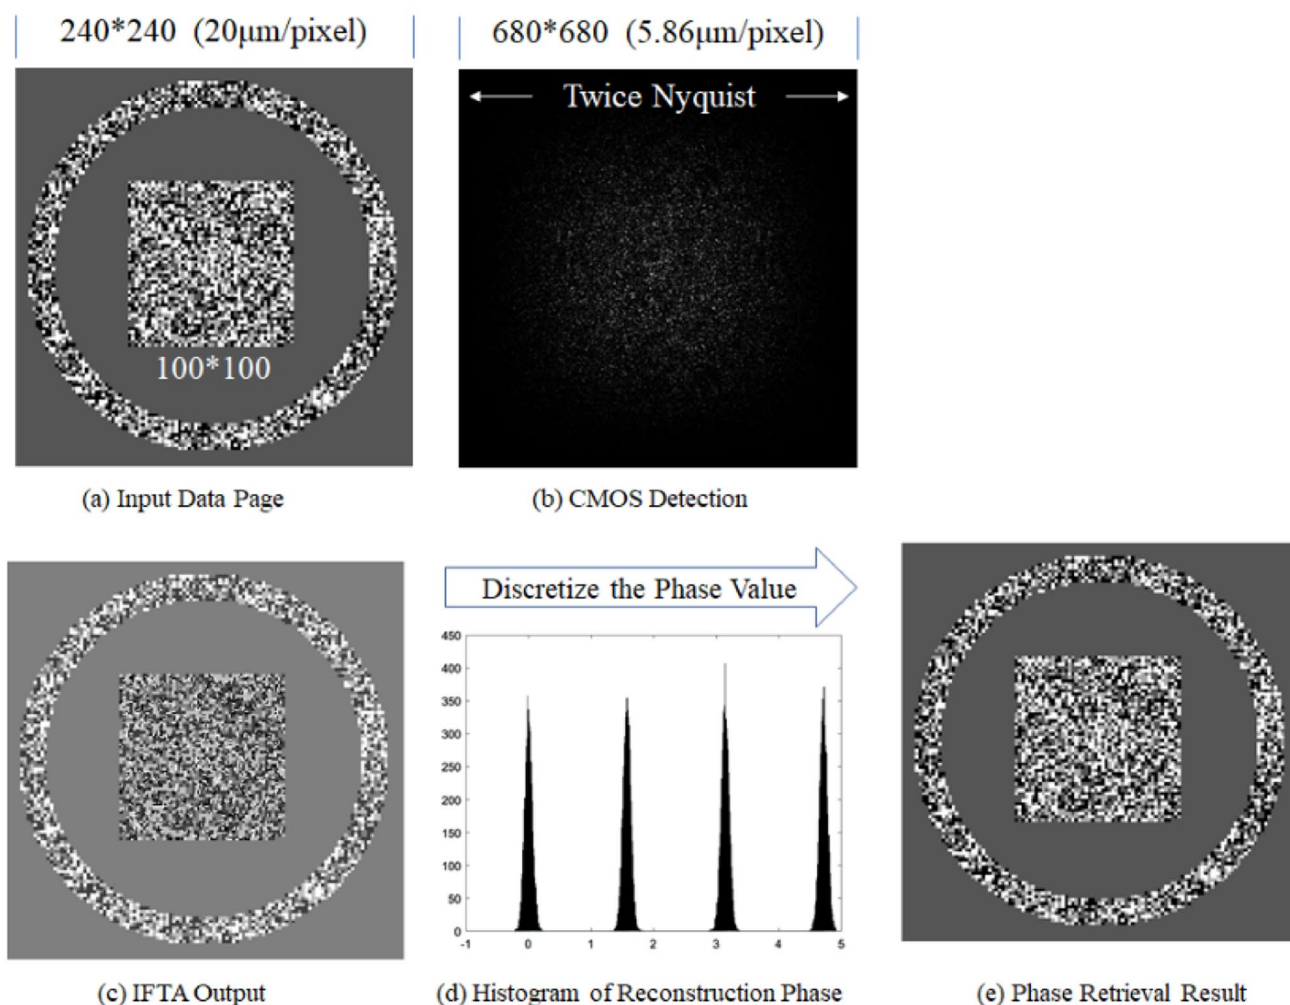 240*240 (20μm/pixel)
680*680 (5.86μm/pixel)
Twice Nyquist
100*100
(a) Input Data Page
(b) CMOS Detection
Discretize the Phase Value
450
400
350
300
250
200
150
100
50
0
-1 0 1 2 3 4 5
(c) IFTA Output
(d) Histogram of Reconstruction Phase
(e) Phase Retrieval Result